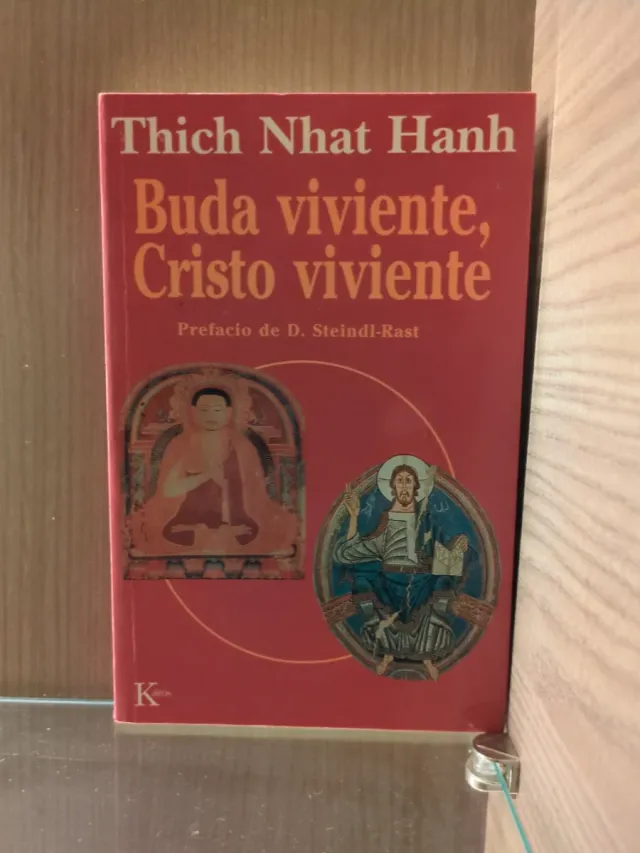 Thich Nhat Hanh
Buda viviente,
Cristo viviente
Prefacio de D. Steindl-Rast
K